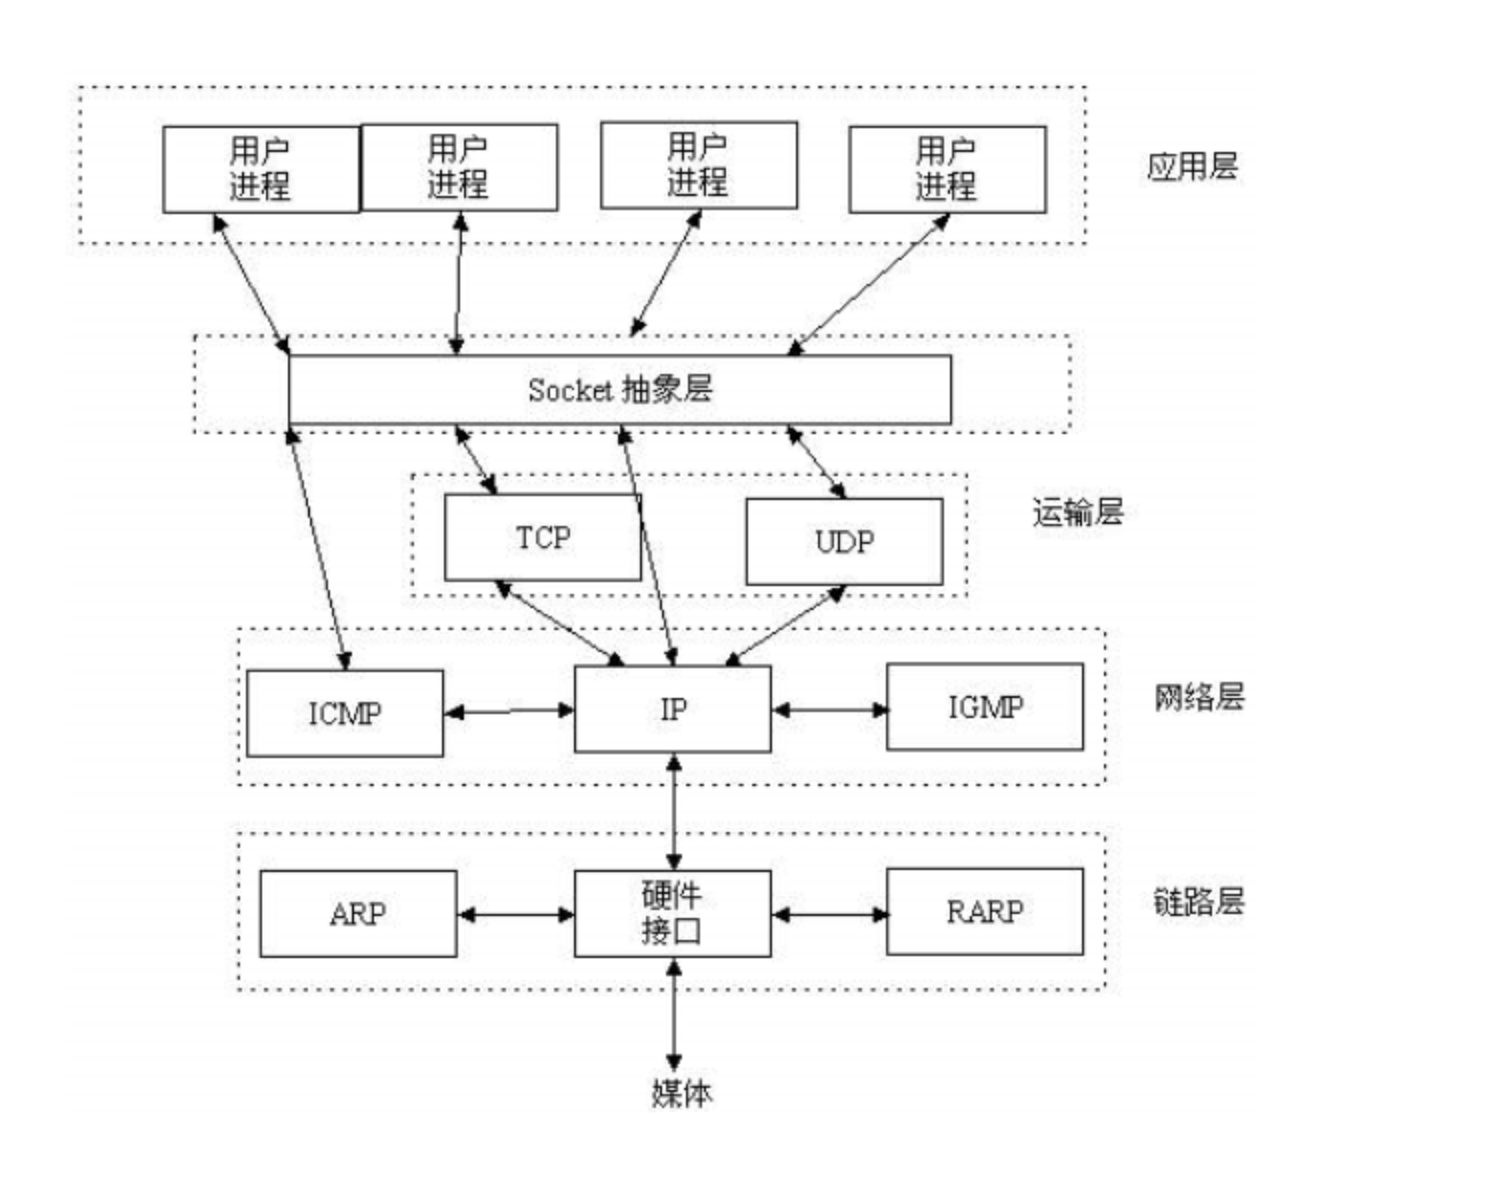 用户
进程
用户
进程
用户
进程
用户
进程
应用层
Socket 抽象层
TCP
UDP
运输层
ICMP
IP
IGMP
网络层
ARP
硬件
接口
RARP
链路层
媒体